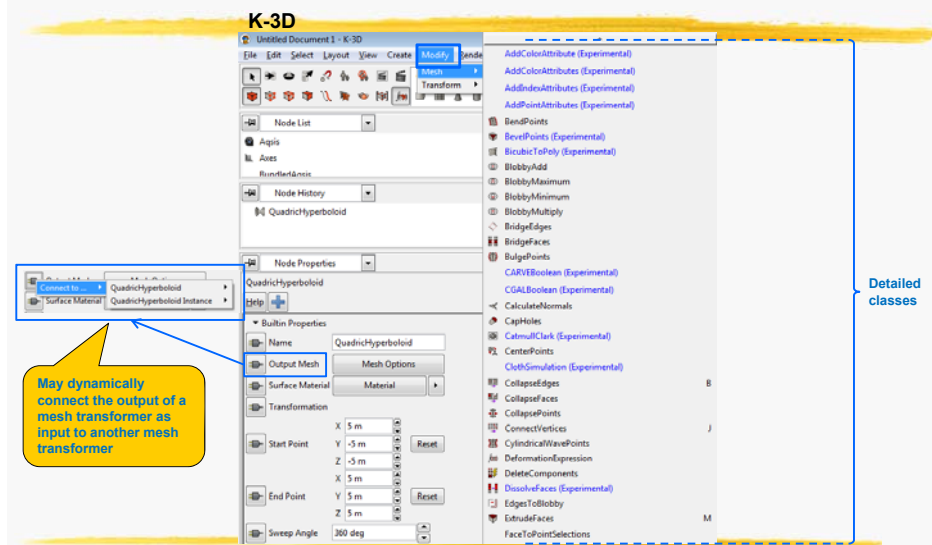 K-3D
Untitled Document 1 - K-3D
File Edit Select Layout View Create Modify Rende
Mesh
Transform
Node List
Aqsis
Axes
BundledAqsis
Node History
QuadricHyperboloid
Node Properties
QuadricHyperboloid
Help
Builtin Properties
Name QuadricHyperboloid
Output Mesh Mesh Options
Surface Material Material
Transformation
X 5 m
Start Point Y -5 m Reset
Z -5 m
X 5 m
End Point Y 5 m Reset
Z 5 m
Sweep Angle 360 deg
AddColorAttribute (Experimental)
AddColorAttributes (Experimental)
AddIndexAttributes (Experimental)
AddPointAttributes (Experimental)
BendPoints
BevelPoints (Experimental)
BicubicToPoly (Experimental)
BlobbyAdd
BlobbyMaximum
BlobbyMinimum
BlobbyMultiply
BridgeEdges
BridgeFaces
BulgePoints
CARVEBoolean (Experimental)
CGALBoolean (Experimental)
CalculateNormals
CapHoles
CatmullClark (Experimental)
CenterPoints
ClothSimulation (Experimental)
CollapseEdges B
CollapseFaces
CollapsePoints
ConnectVertices J
CylindricalWavePoints
DeformationExpression
DeleteComponents
DissolveFaces (Experimental)
EdgesToBlobby
ExtrudeFaces M
FaceToPointSelections
Detailed
classes
Connect to ... QuadricHyperboloid
Surface Material QuadricHyperboloid Instance
May dynamically
connect the output of a
mesh transformer as
input to another mesh
transformer